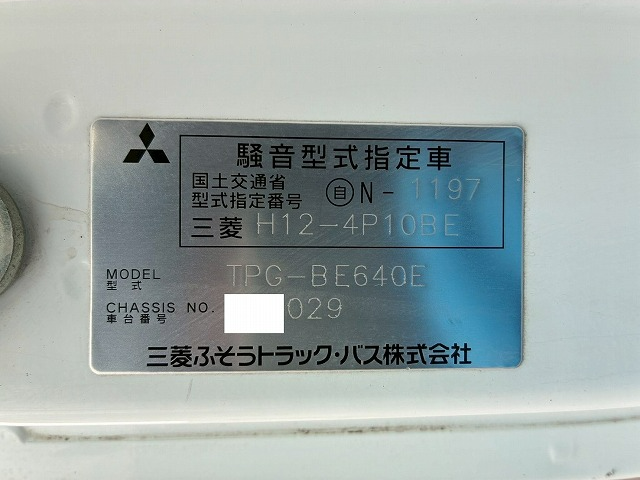 騒音型式指定車
国土交通省
型式指定番号 自 N-1197
三菱 H12-4P10BE
MODEL TPG-BE640E
型式
CHASSIS NO. 029
車台番号
三菱ふそうトラック・バス株式会社